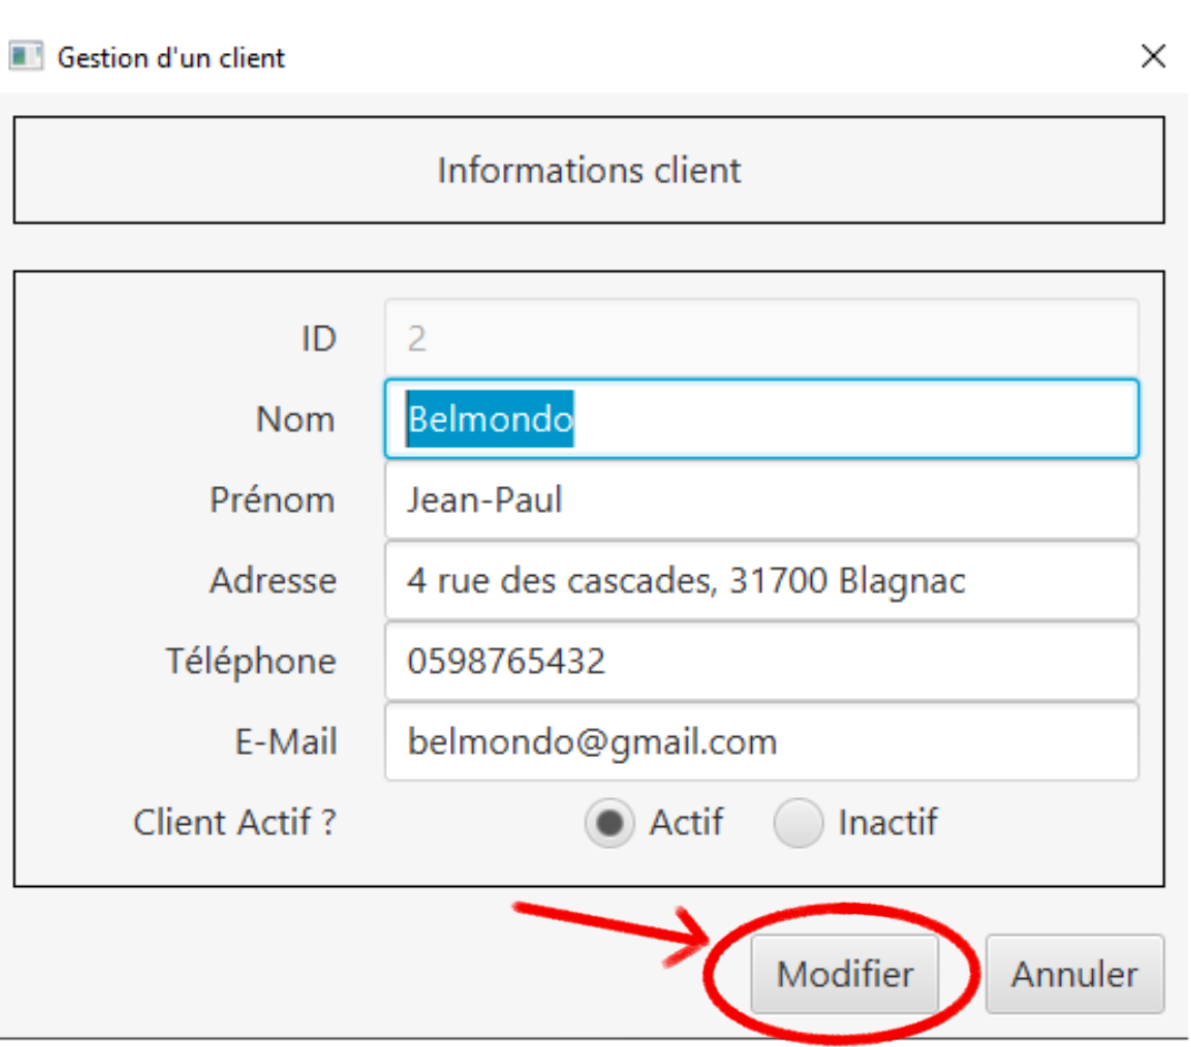 Gestion d'un client
Informations client
ID 2
Nom Belmondo
Prénom Jean-Paul
Adresse 4 rue des cascades, 31700 Blagnac
Téléphone 0598765432
E-Mail belmondo@gmail.com
Client Actif ? Actif Inactif
Modifier Annuler